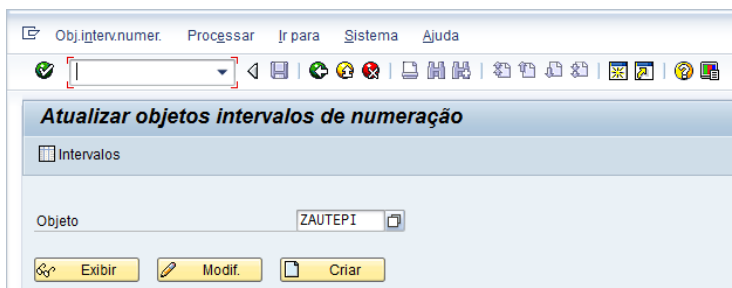 Obj.interv.numer. Processar Ir para Sistema Ajuda
Atualizar objetos intervalos de numeração
Intervalos
Objeto ZAUTEPI
Exibir Modif. Criar